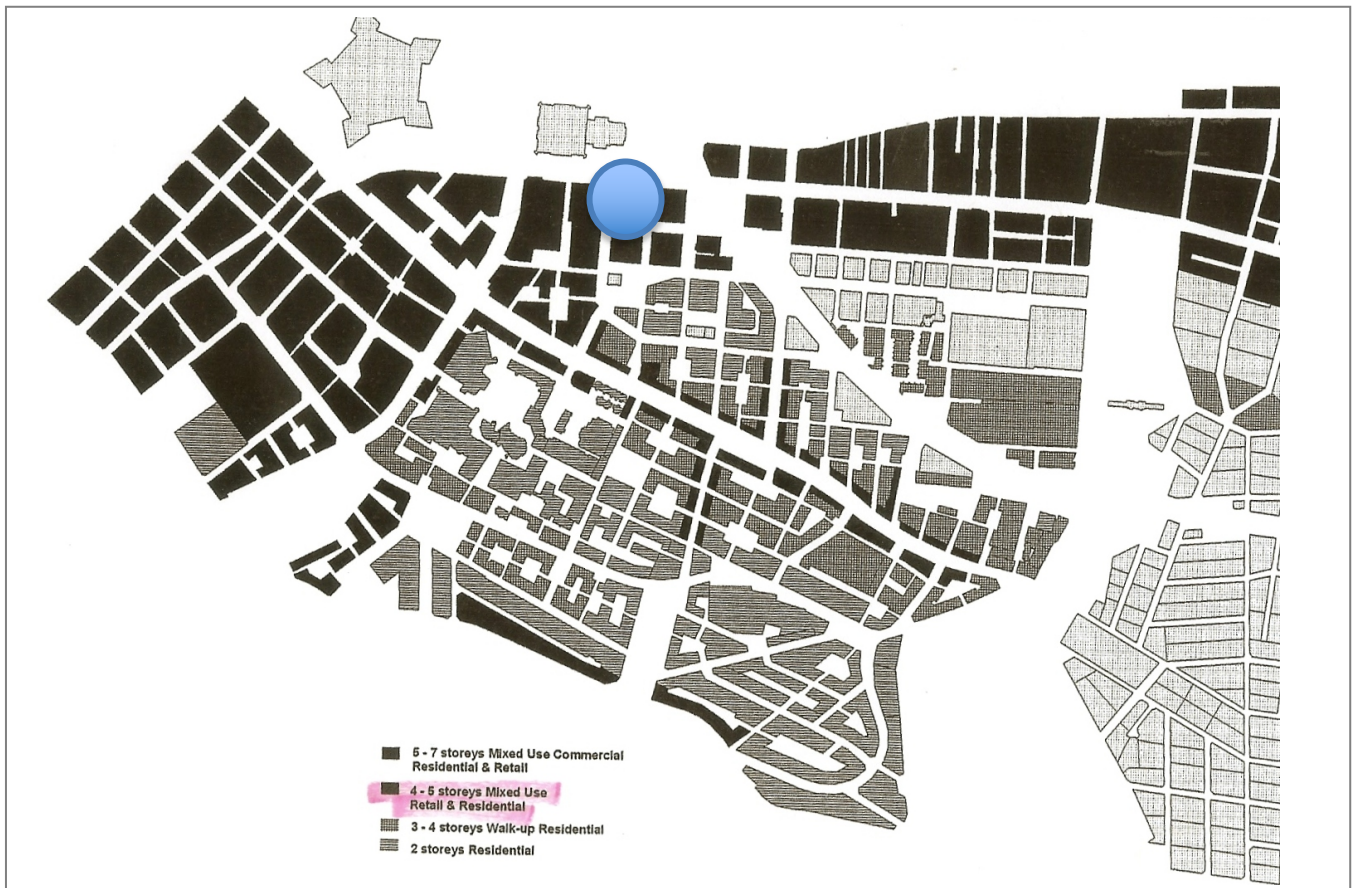 5 - 7 storeys Mixed Use Commercial
Residential & Retail
4 - 5 storeys Mixed Use
Retail & Residential
3 - 4 storeys Walk-up Residential
2 storeys Residential